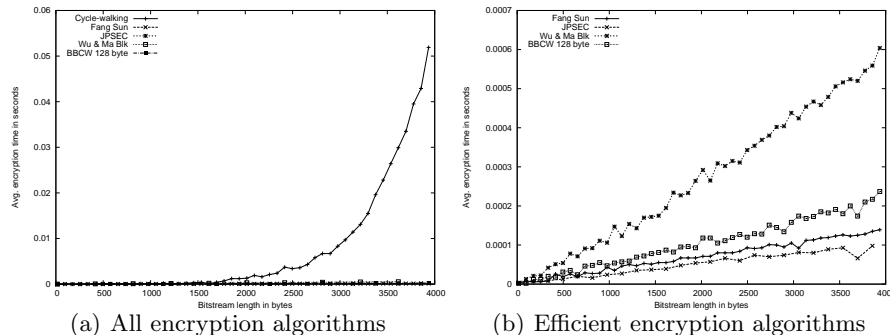 0.06
0.05
0.04
0.03
0.02
0.01
0
0 500 1000 1500 2000 2500 3000 3500 4000
Avg. encryption time in seconds
Bitstream length in bytes
Cycle-walking
Fang Sun
JPSEC
Wu & Ma Blk
BBCW 128 byte
(a) All encryption algorithms
0.0007
0.0006
0.0005
0.0004
0.0003
0.0002
0.0001
0
0 500 1000 1500 2000 2500 3000 3500 4000
Avg. encryption time in seconds
Bitstream length in bytes
Fang Sun
JPSEC
Wu & Ma Blk
BBCW 128 byte
(b) Efficient encryption algorithms